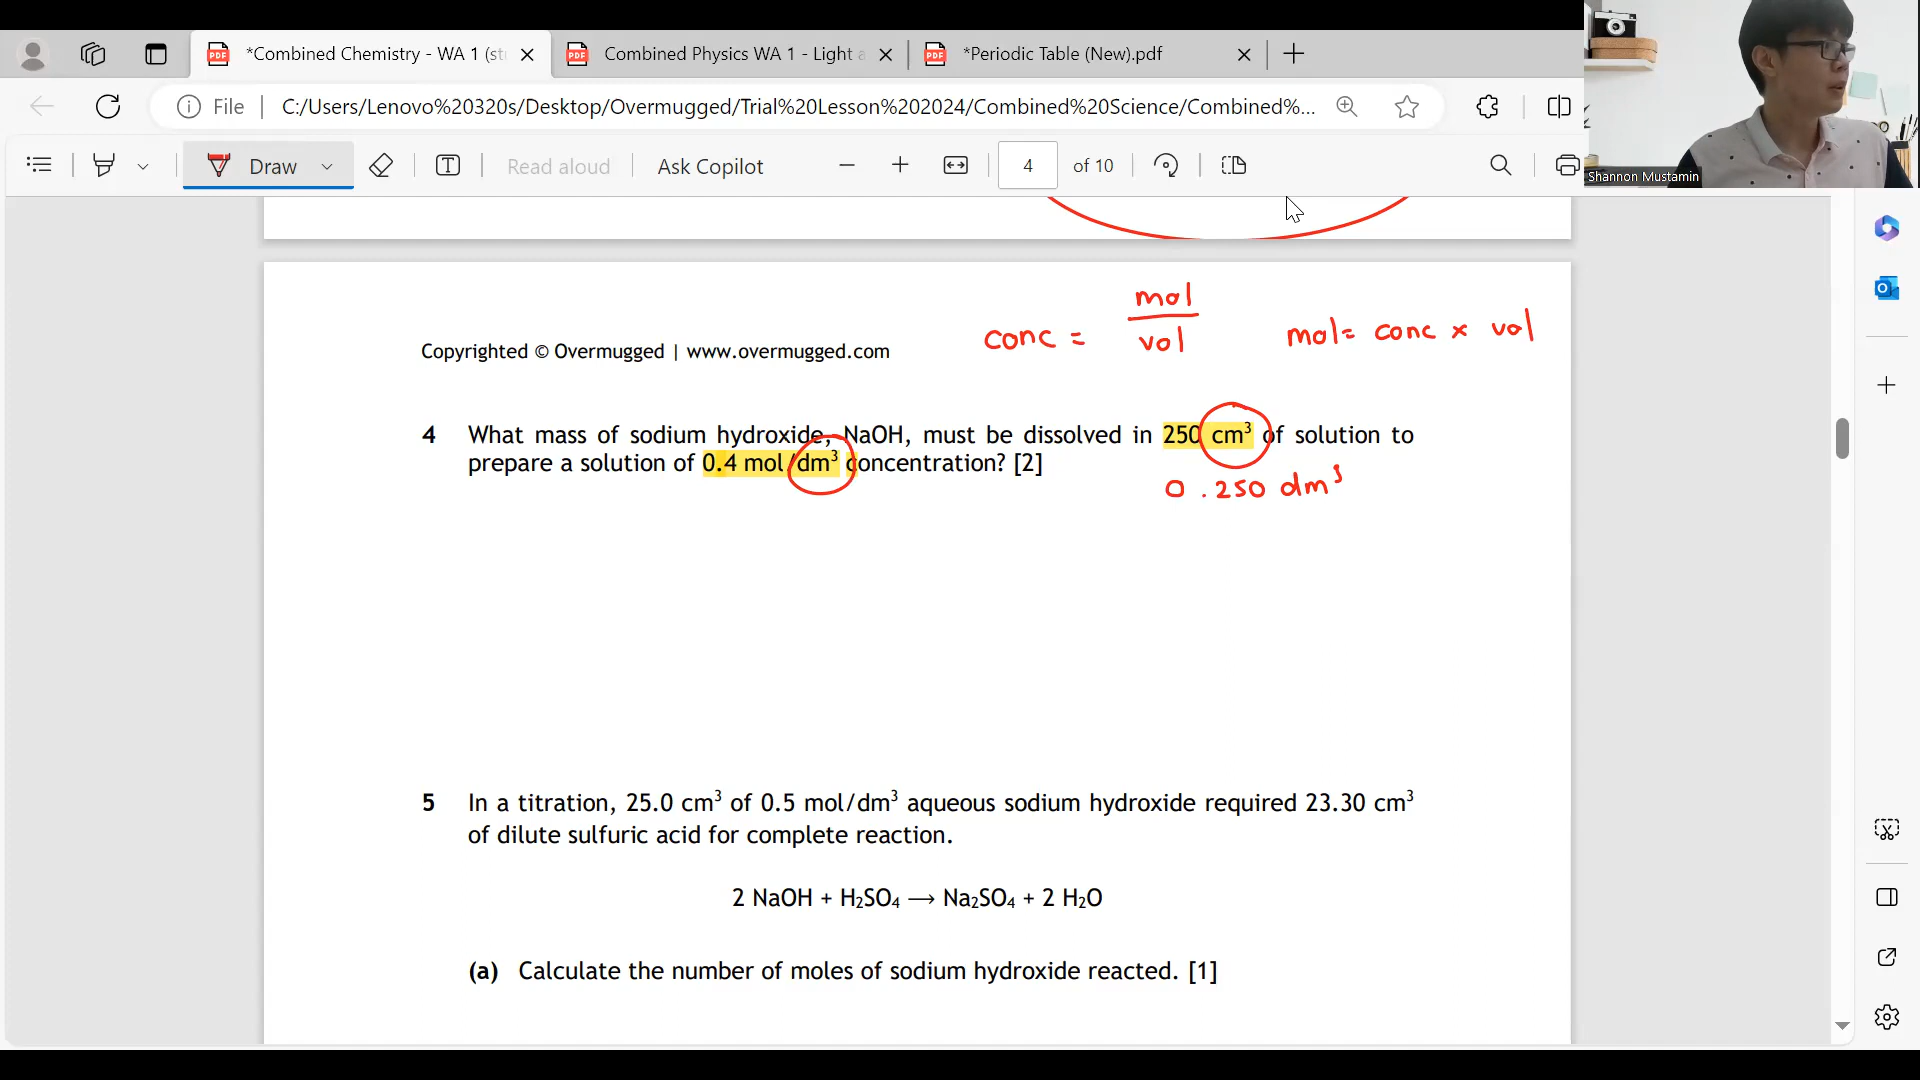 *Combined Chemistry - WA 1 (st
Combined Physics WA 1 - Light a
*Periodic Table (New).pdf
File
C:/Users/Lenovo%20320s/Desktop/Overmugged/Trial%20Lesson%202024/Combined%20Science/Combined%...
Draw
Read aloud
Ask Copilot
4
of 10
Shannon Mustamin
conc = mol/vol
mol= conc x vol
Copyrighted © Overmugged | www.overmugged.com
4 What mass of sodium hydroxide, NaOH, must be dissolved in 250 cm³ of solution to
prepare a solution of 0.4 mol/dm³ concentration? [2]
0.250 dm³
5 In a titration, 25.0 cm³ of 0.5 mol/dm³ aqueous sodium hydroxide required 23.30 cm³
of dilute sulfuric acid for complete reaction.
2 NaOH + H₂SO₄ ⟶ Na₂SO₄ + 2 H₂O
(a) Calculate the number of moles of sodium hydroxide reacted. [1]